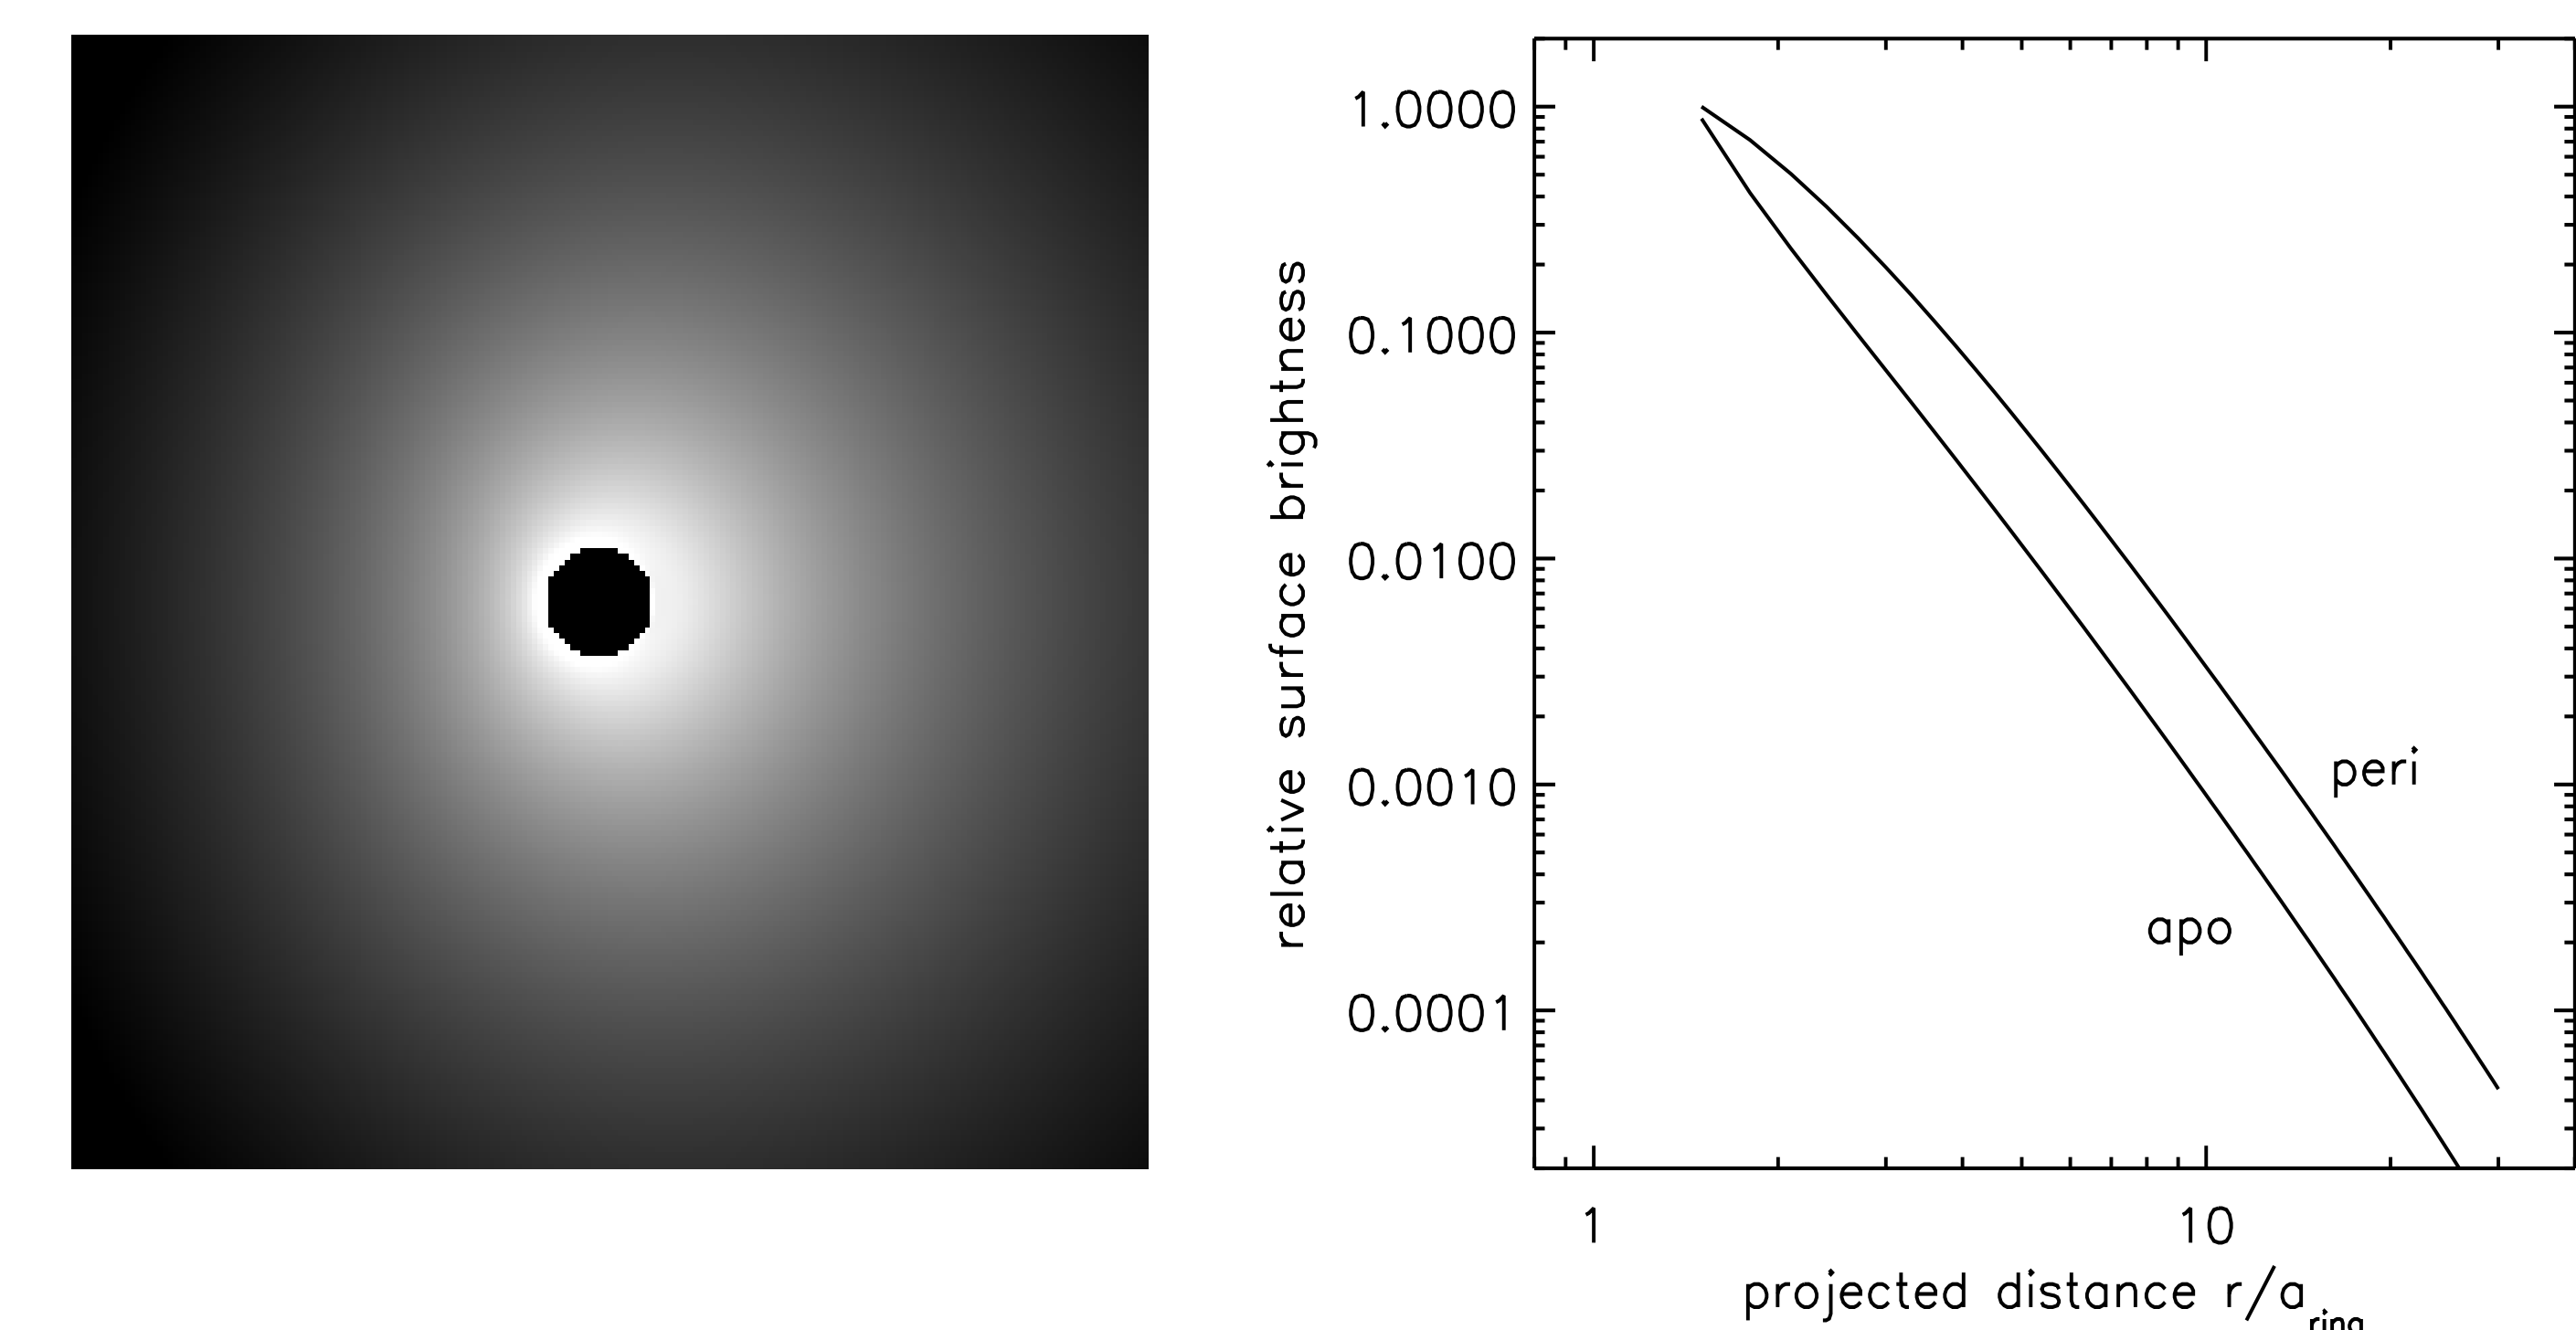 relative surface brightness
1.0000
0.1000
0.0100
0.0010
0.0001
peri
apo
1 10
projected distance r/a ring